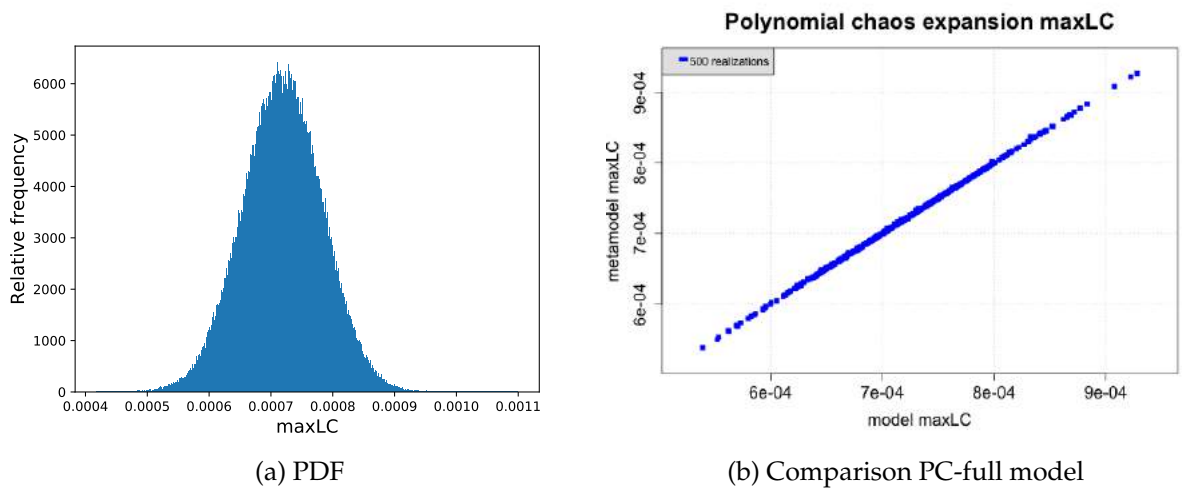 Relative frequency
6000
5000
4000
3000
2000
1000
0
0.0004 0.0005 0.0006 0.0007 0.0008 0.0009 0.0010 0.0011
maxLC
(a) PDF
Polynomial chaos expansion maxLC
500 realizations
metamodel maxLC
9e-04
8e-04
7e-04
6e-04
6e-04 7e-04 8e-04 9e-04
model maxLC
(b) Comparison PC-full model